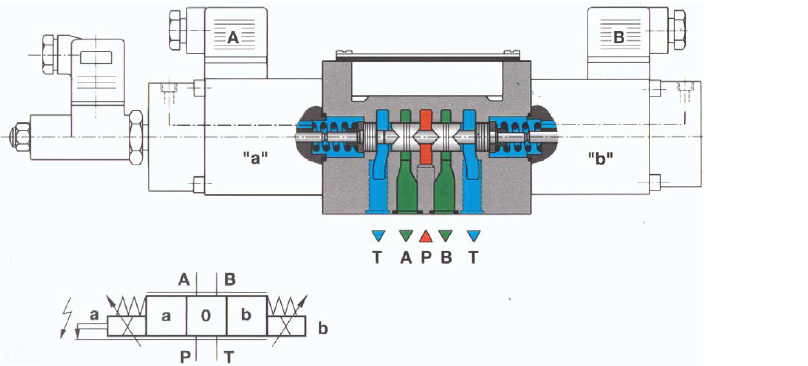 A B
"a" "b"
T A P B T
A B
a a 0 b b
P T